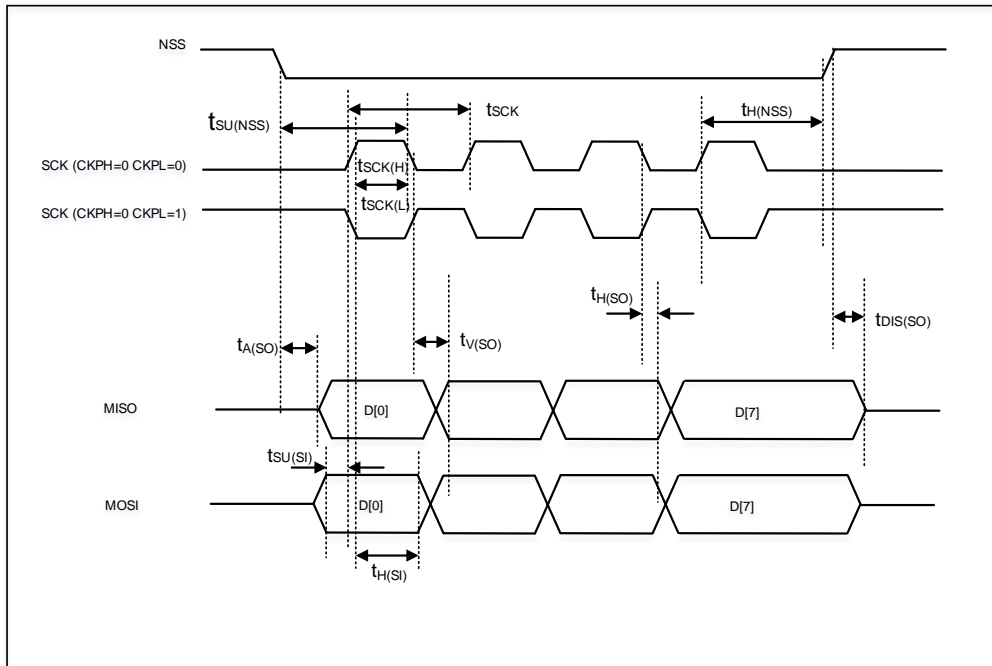 NSS
tSCK
tH(NSS)
tSU(NSS)
SCK (CKPH=0 CKPL=0)
tSCK(H)
tSCK(L)
SCK (CKPH=0 CKPL=1)
tH(SO)
tDIS(SO)
tA(SO)
tV(SO)
MISO
D[0]
D[7]
tSU(SI)
MOSI
D[0]
D[7]
tH(SI)